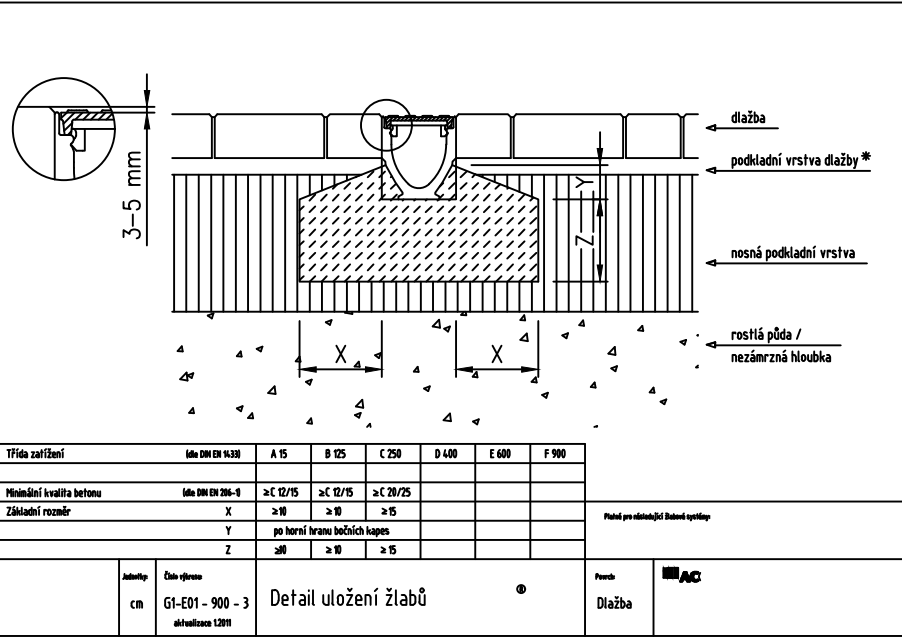 3-5 mm
dlažba
podkladní vrstva dlažby *
nosná podkladní vrstva
rostlá půda /
nezámrzná hloubka
Y
Z
X
X
Třída zatížení (dle DIN EN 1433) A 15 B 125 C 250 D 400 E 600 F 900
Minimální kvalita betonu (dle DIN EN 206-1) ≥C 12/15 ≥C 12/15 ≥C 20/25
Základní rozměr X ≥10 ≥10 ≥15
Y po horní hranu bočních kapes
Z ≥10 ≥10 ≥15
Platné pro následující žlabové systémy:
Jednotky:
cm
Číslo výkresu
G1-E01 - 900 - 3
aktualizace 1.2011
Detail uložení žlabů ®
Povrch:
Dlažba
AC